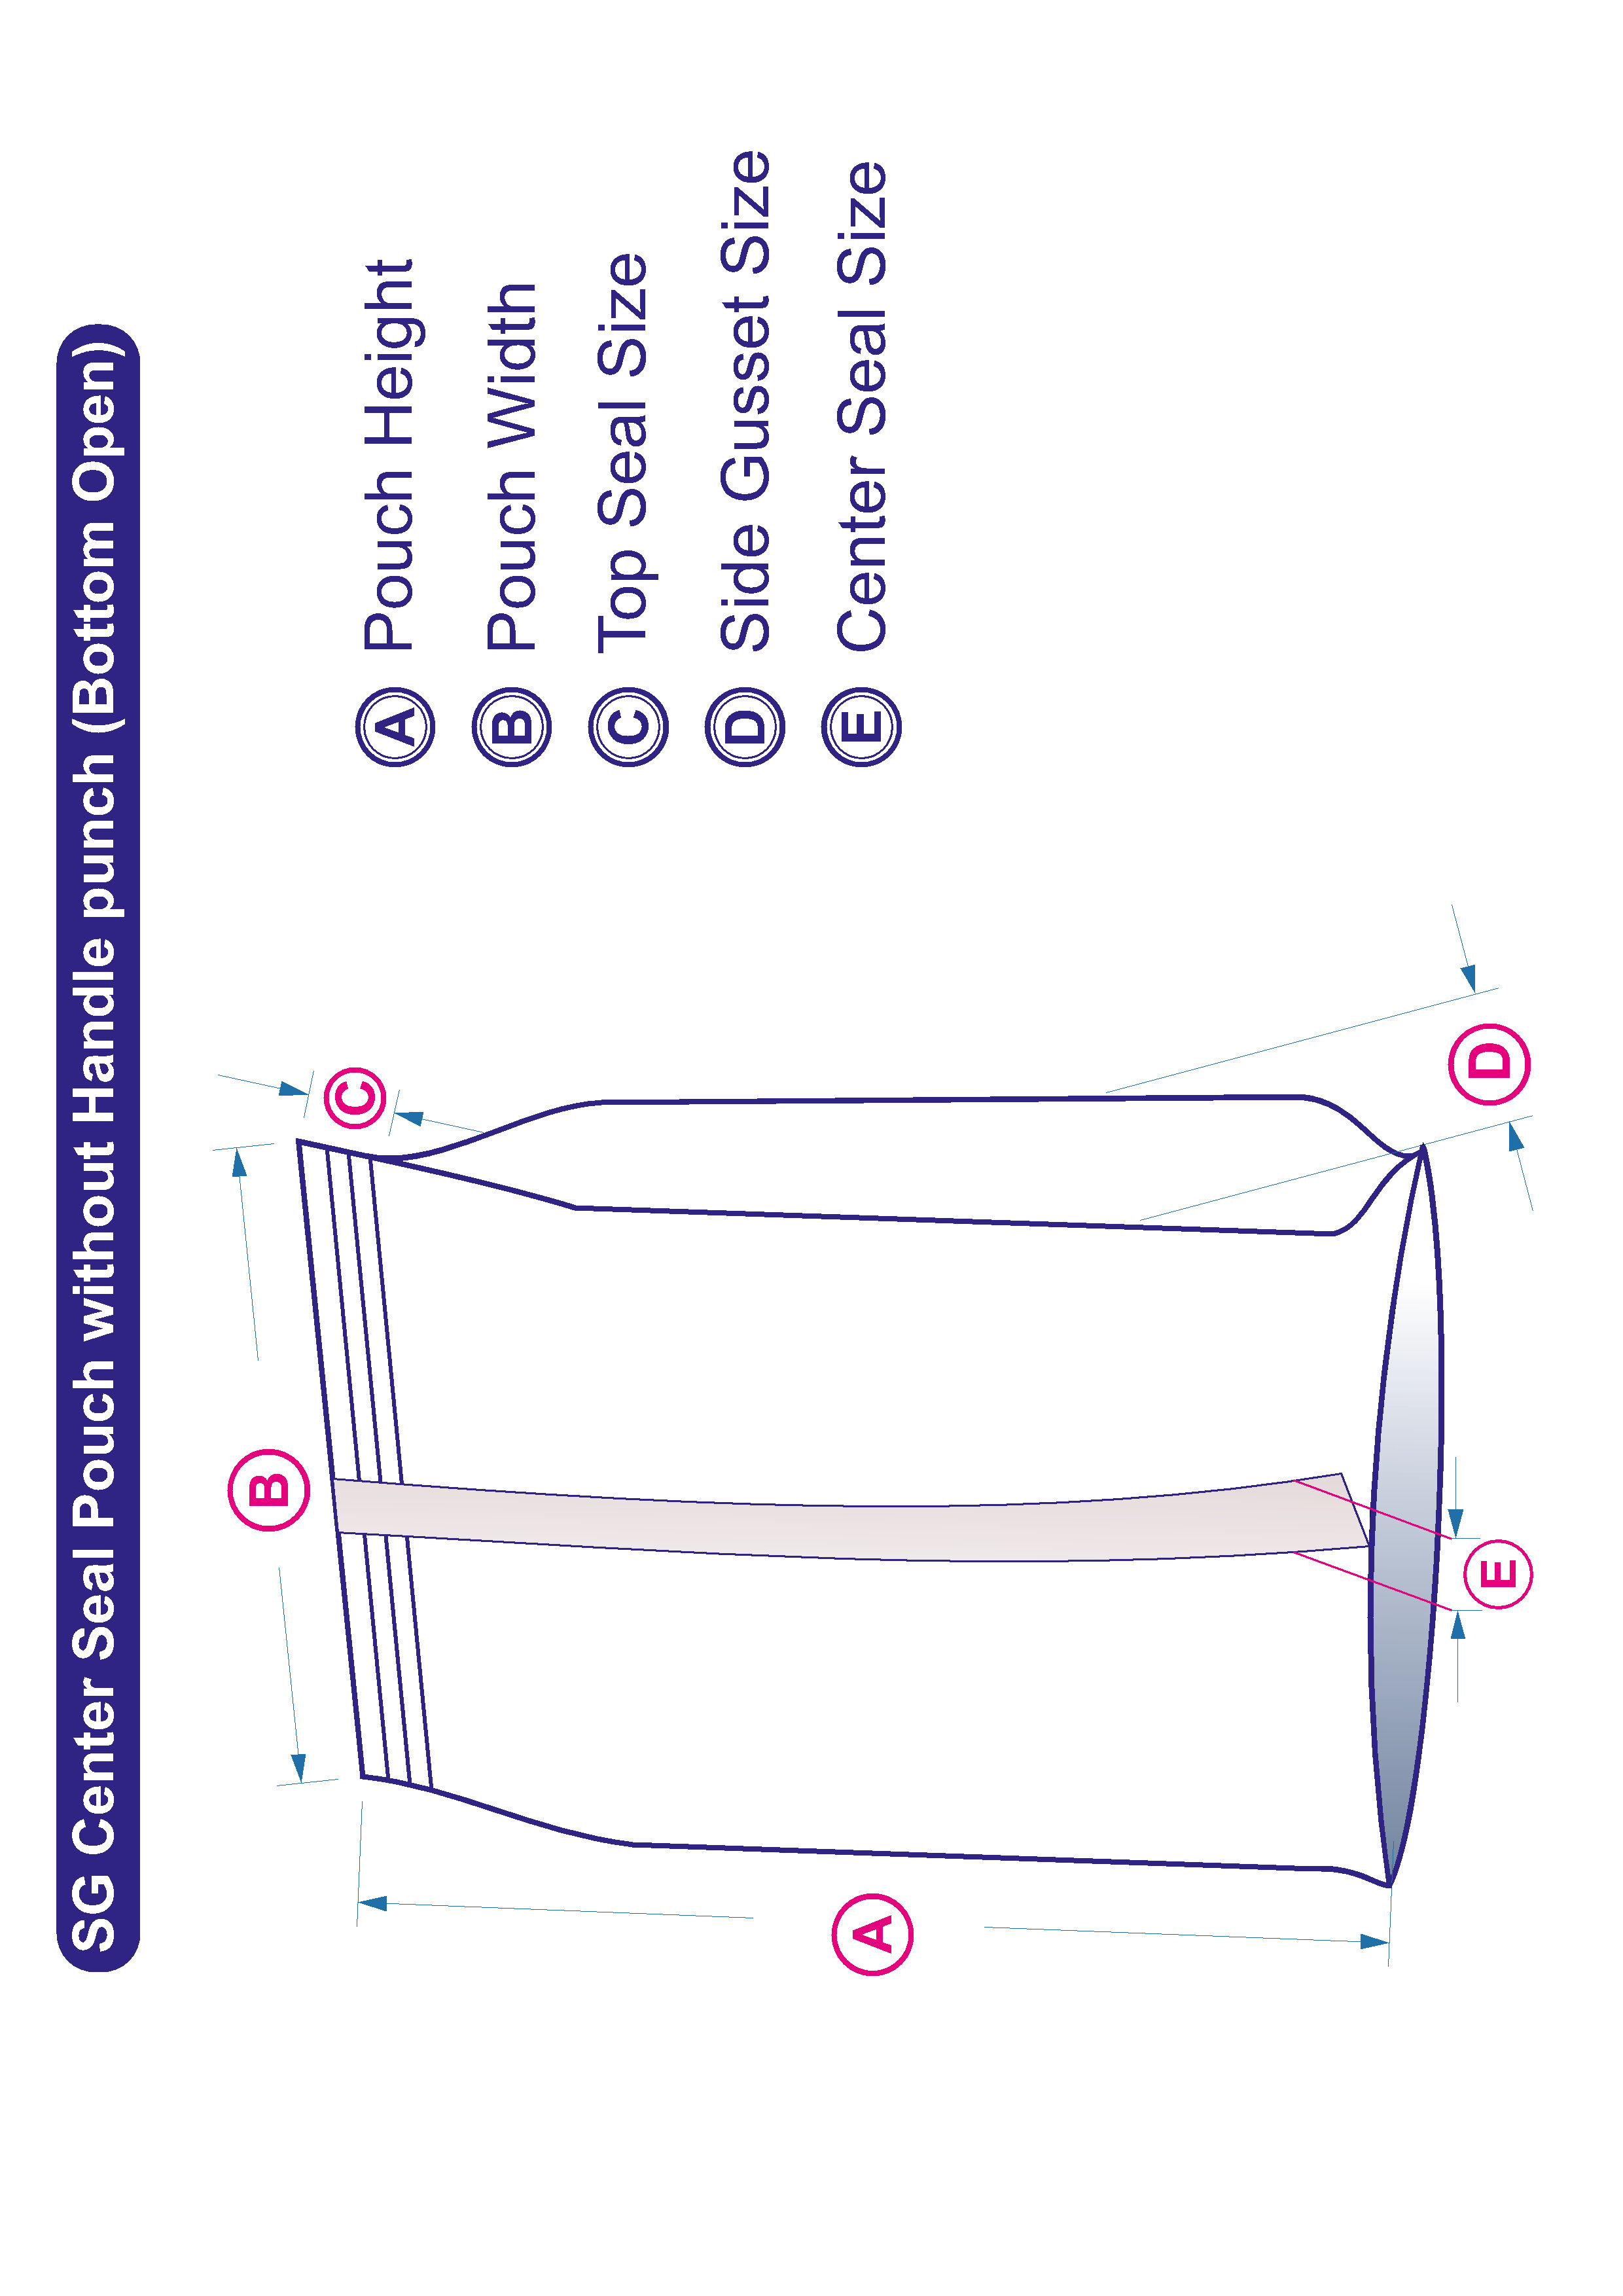 SG Center Seal Pouch without Handle punch (Bottom Open)
B
C
A
E
D
A Pouch Height
B Pouch Width
C Top Seal Size
D Side Gusset Size
E Center Seal Size